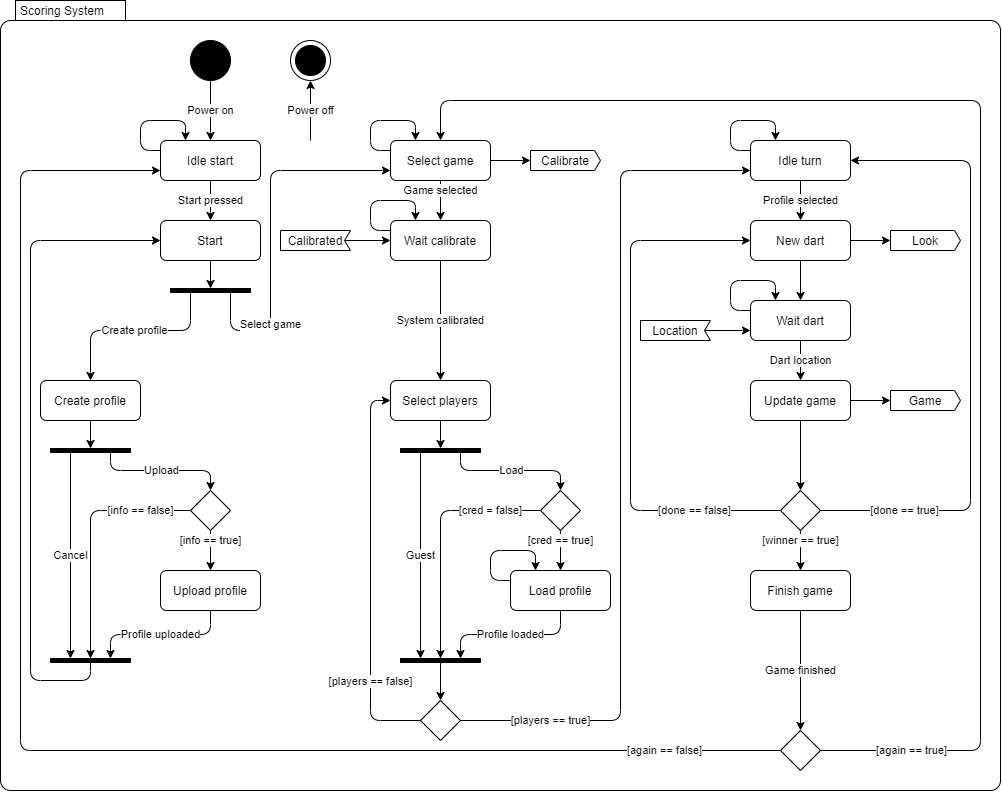 Scoring System
Power on
Power off
Idle start
Select game
Calibrate
Idle turn
Start pressed
Game selected
Profile selected
Start
Calibrated
Wait calibrate
New dart
Look
Select game
System calibrated
Create profile
Location
Wait dart
Dart location
Create profile
Select players
Update game
Game
Upload
Load
[info == false]
[cred = false]
[done == false]
[done == true]
[info == true]
[cred == true]
[winner == true]
Cancel
Guest
Upload profile
Load profile
Finish game
Profile uploaded
Profile loaded
Game finished
[players == false]
[players == true]
[again == false]
[again == true]